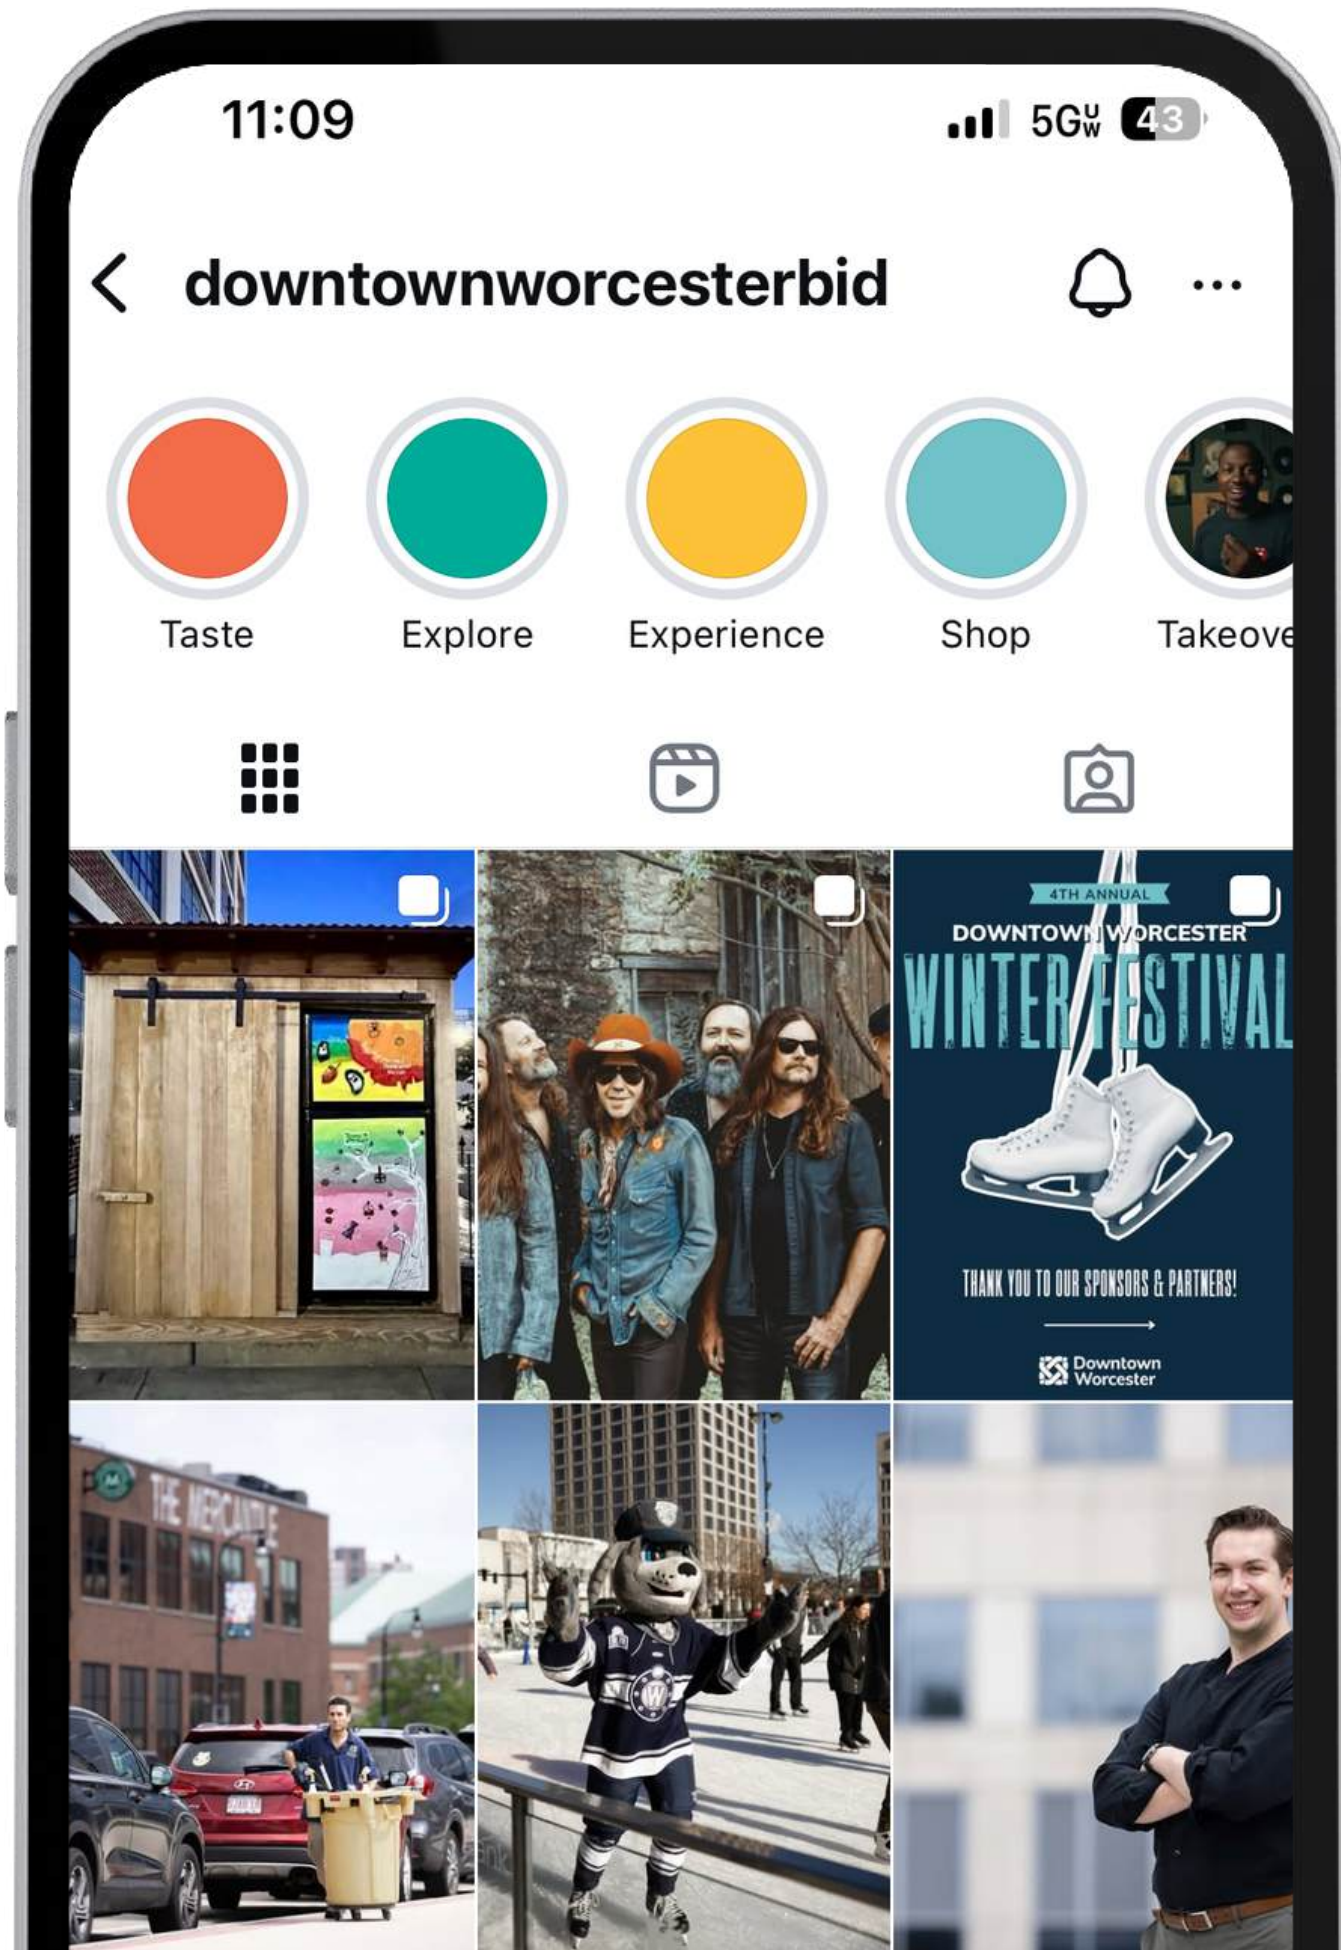 11:09
5G UW 43
downtownworcesterbid
Taste Explore Experience Shop Takeove
4TH ANNUAL
DOWNTOWN WORCESTER
WINTER FESTIVAL
THANK YOU TO OUR SPONSORS & PARTNERS!
Downtown
Worcester
THE MERCANTILE
W